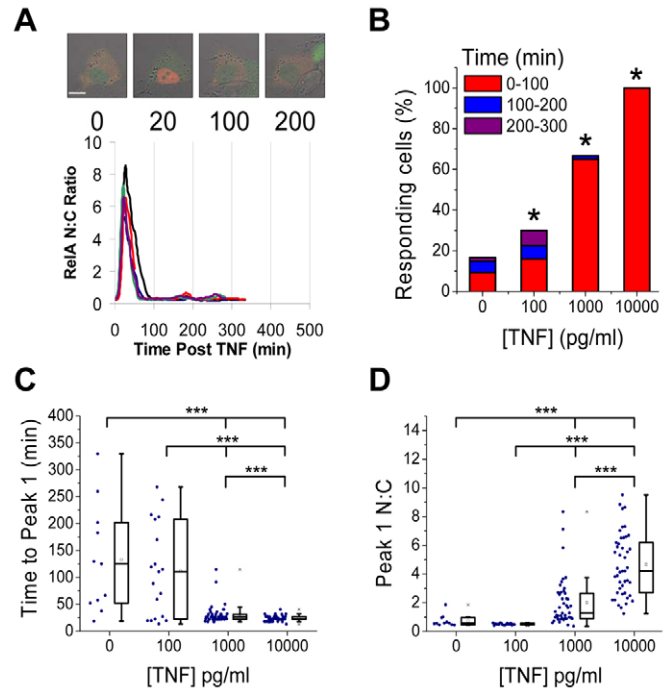 A
0 20 100 200
RelA N:C Ratio
10
8
6
4
2
0
0 100 200 300 400 500
Time Post TNF (min)
B
Time (min)
0-100
100-200
200-300
Responding cells (%)
100
80
60
40
20
0
* * *
0 100 1000 10000
[TNF] (pg/ml)
C
Time to Peak 1 (min)
400
350
300
250
200
150
100
50
0
***
***
***
0 100 1000 10000
[TNF] pg/ml
D
Peak 1 N:C
14
12
10
8
6
4
2
0
***
***
***
0 100 1000 10000
[TNF] pg/ml